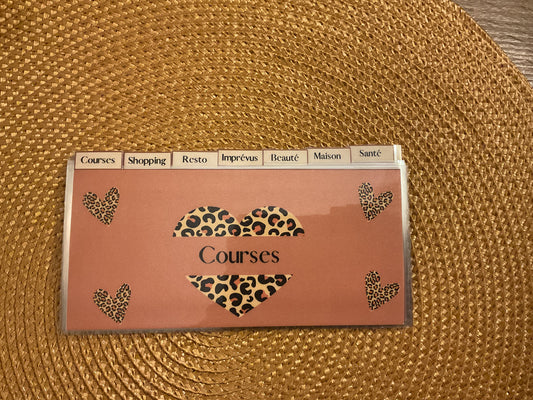 Courses Shopping Resto Imprévus Beauté Maison Santé
Courses